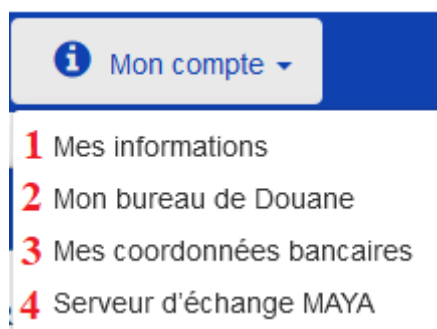 Mon compte
1 Mes informations
2 Mon bureau de Douane
3 Mes coordonnées bancaires
4 Serveur d'échange MAYA